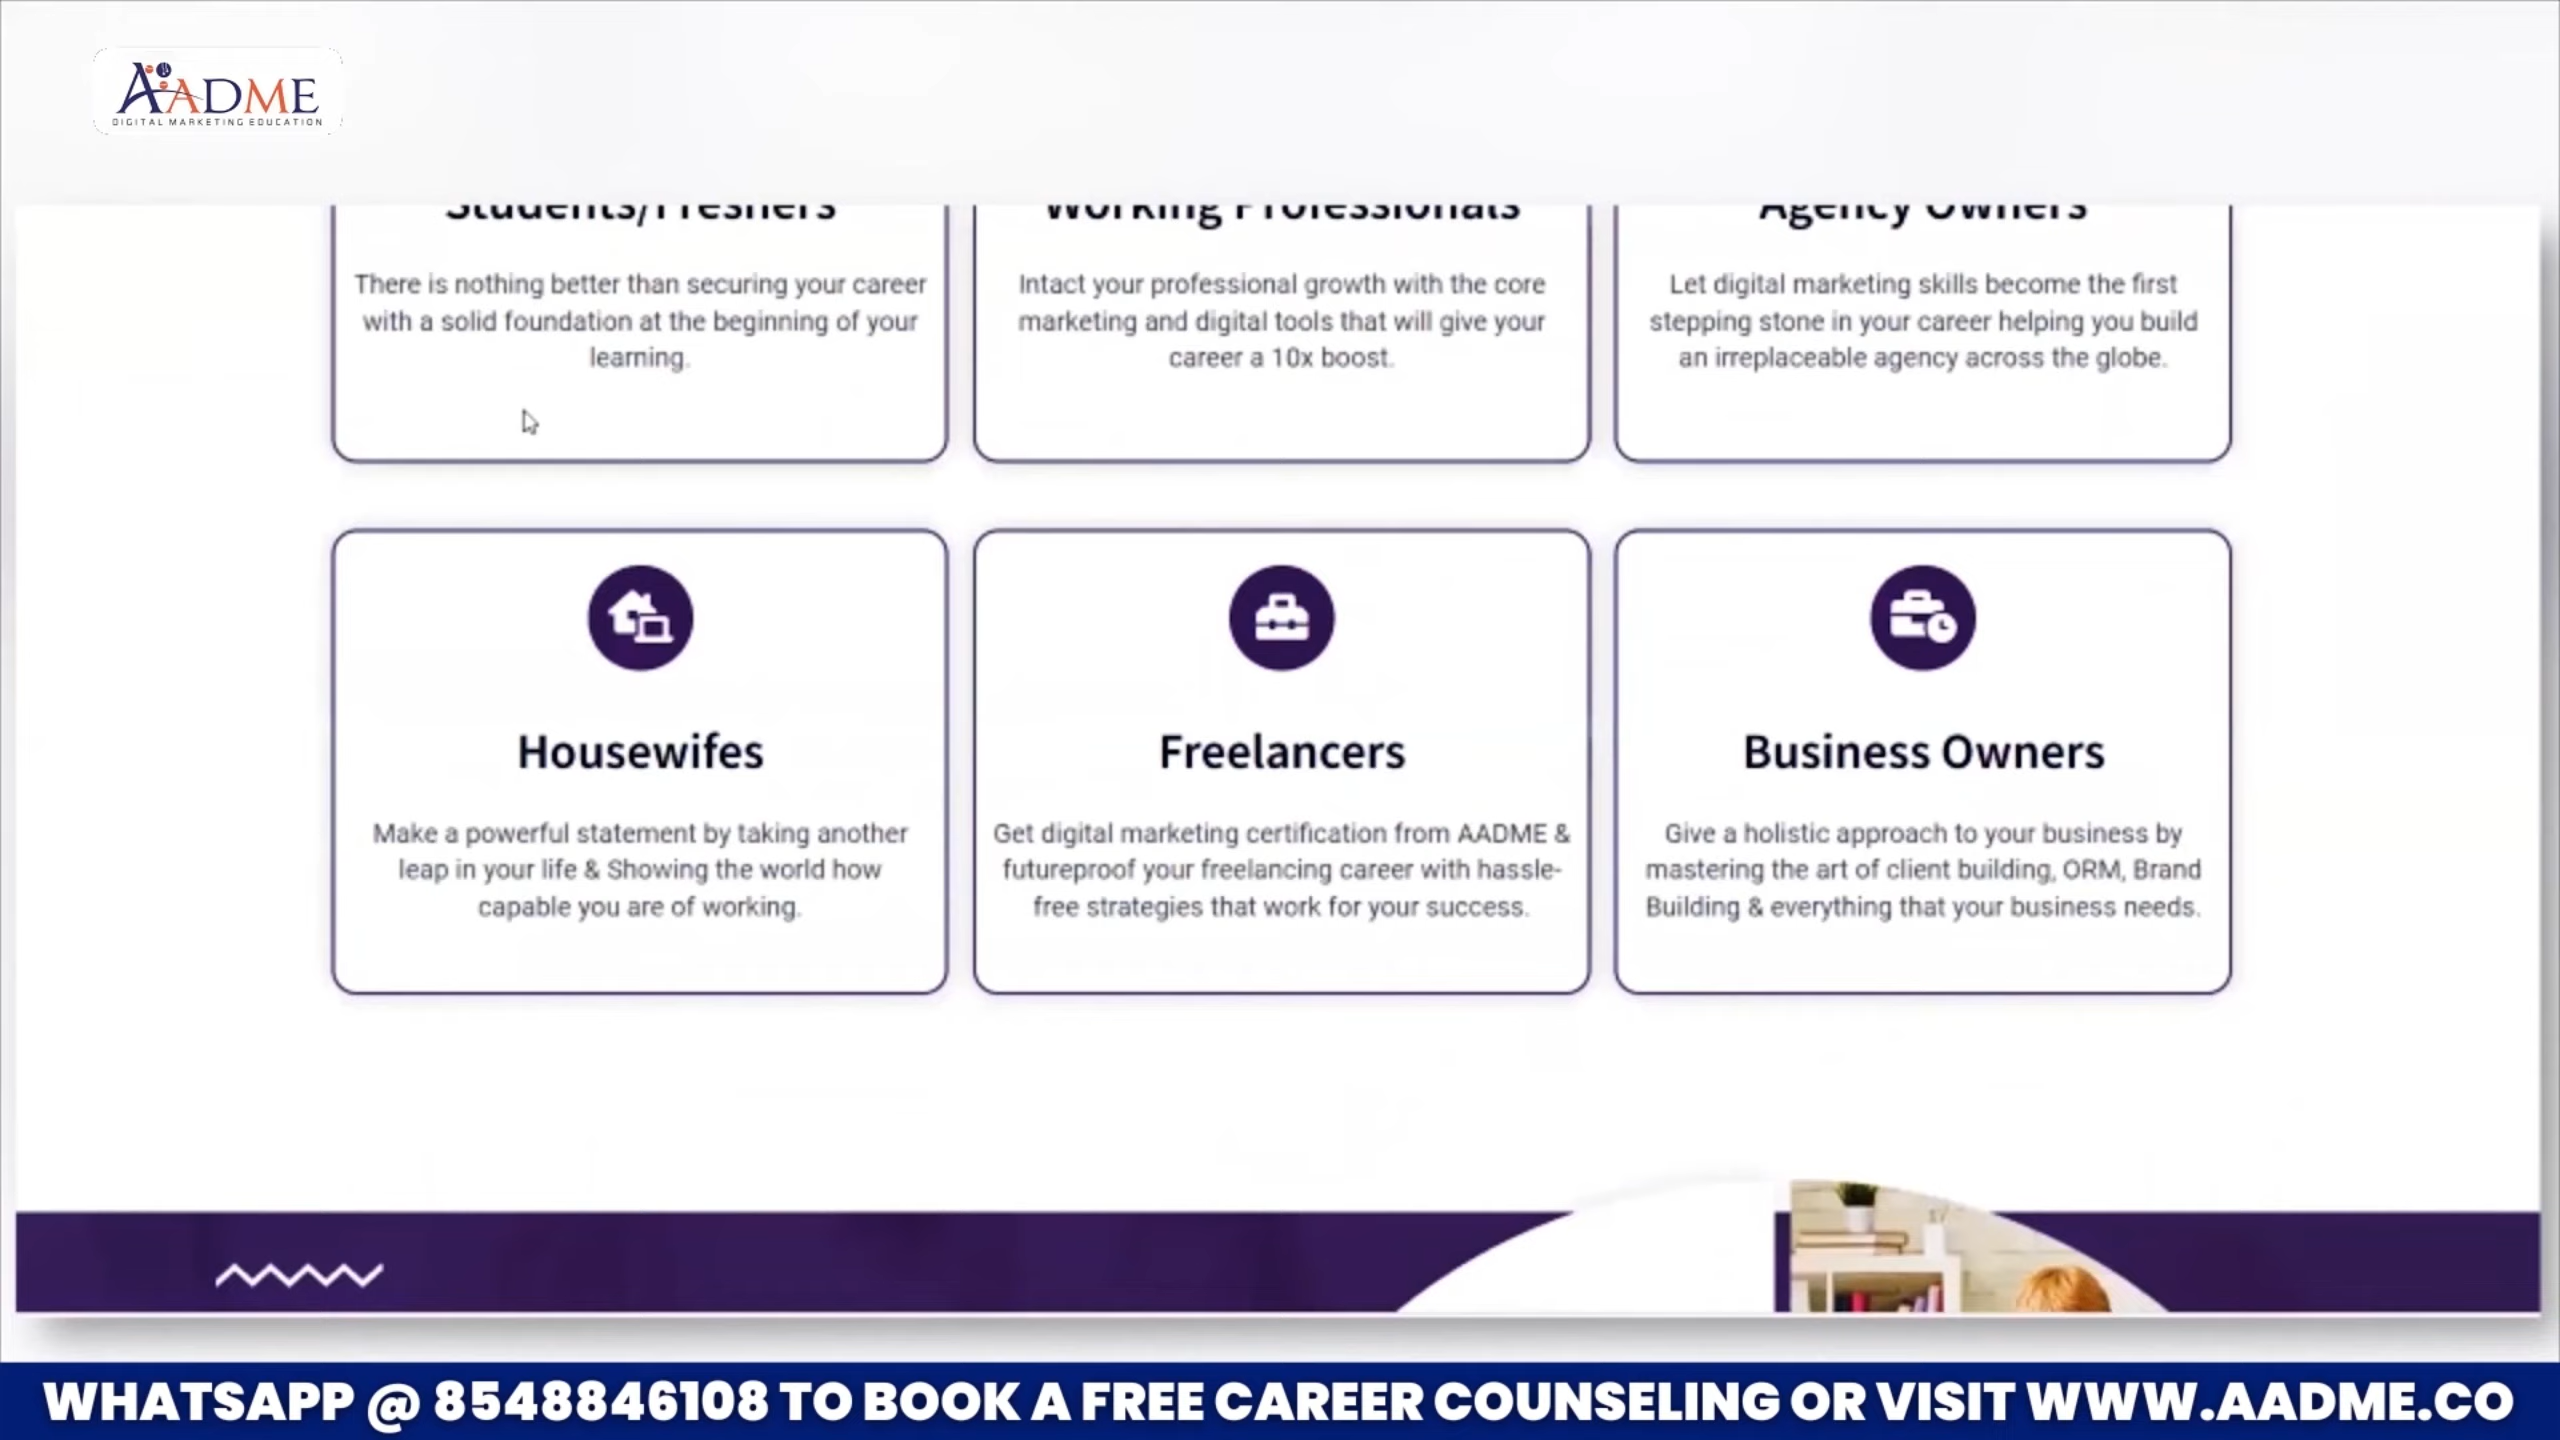 AADME
DIGITAL MARKETING EDUCATION
Students/Freshers
Working Professionals
Agency Owners
There is nothing better than securing your career
with a solid foundation at the beginning of your
learning.
Intact your professional growth with the core
marketing and digital tools that will give your
career a 10x boost.
Let digital marketing skills become the first
stepping stone in your career helping you build
an irreplaceable agency across the globe.
Housewifes
Make a powerful statement by taking another
leap in your life & Showing the world how
capable you are of working.
Freelancers
Get digital marketing certification from AADME &
futureproof your freelancing career with hassle-
free strategies that work for your success.
Business Owners
Give a holistic approach to your business by
mastering the art of client building, ORM, Brand
Building & everything that your business needs.
WHATSAPP @ 8548846108 TO BOOK A FREE CAREER COUNSELING OR VISIT WWW.AADME.CO